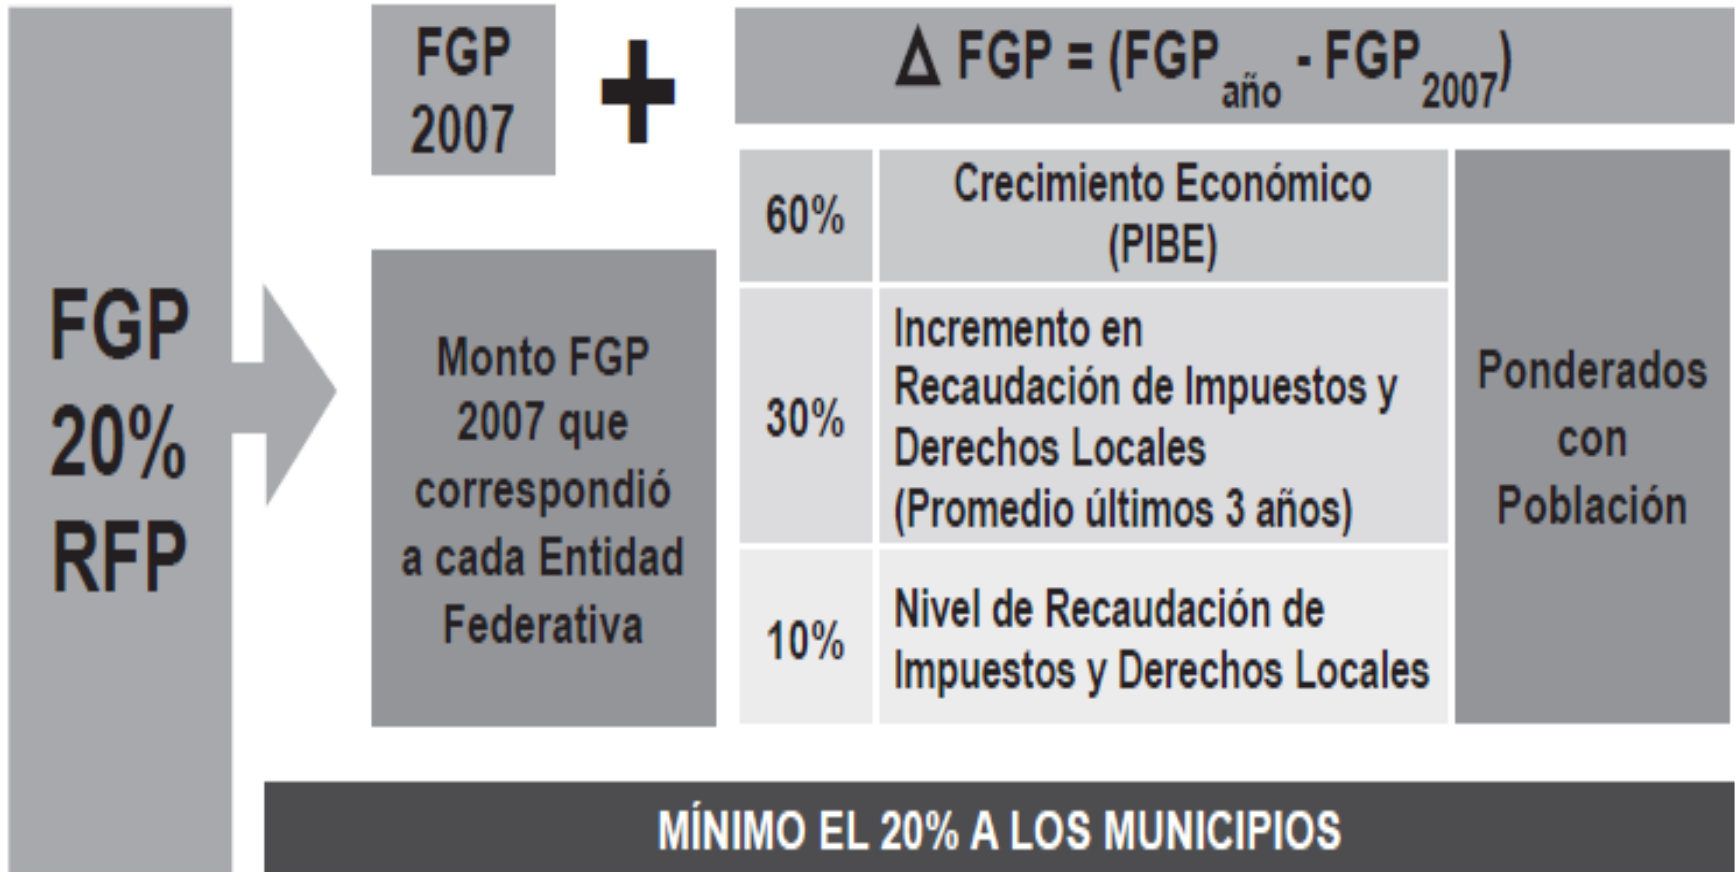 FGP
20%
RFP
FGP
2007
+
Δ FGP = (FGP año - FGP 2007)
Monto FGP
2007 que
correspondió
a cada Entidad
Federativa
60%
Crecimiento Económico
(PIBE)
30%
Incremento en
Recaudación de Impuestos y
Derechos Locales
(Promedio últimos 3 años)
10%
Nivel de Recaudación de
Impuestos y Derechos Locales
Ponderados
con
Población
MÍNIMO EL 20% A LOS MUNICIPIOS